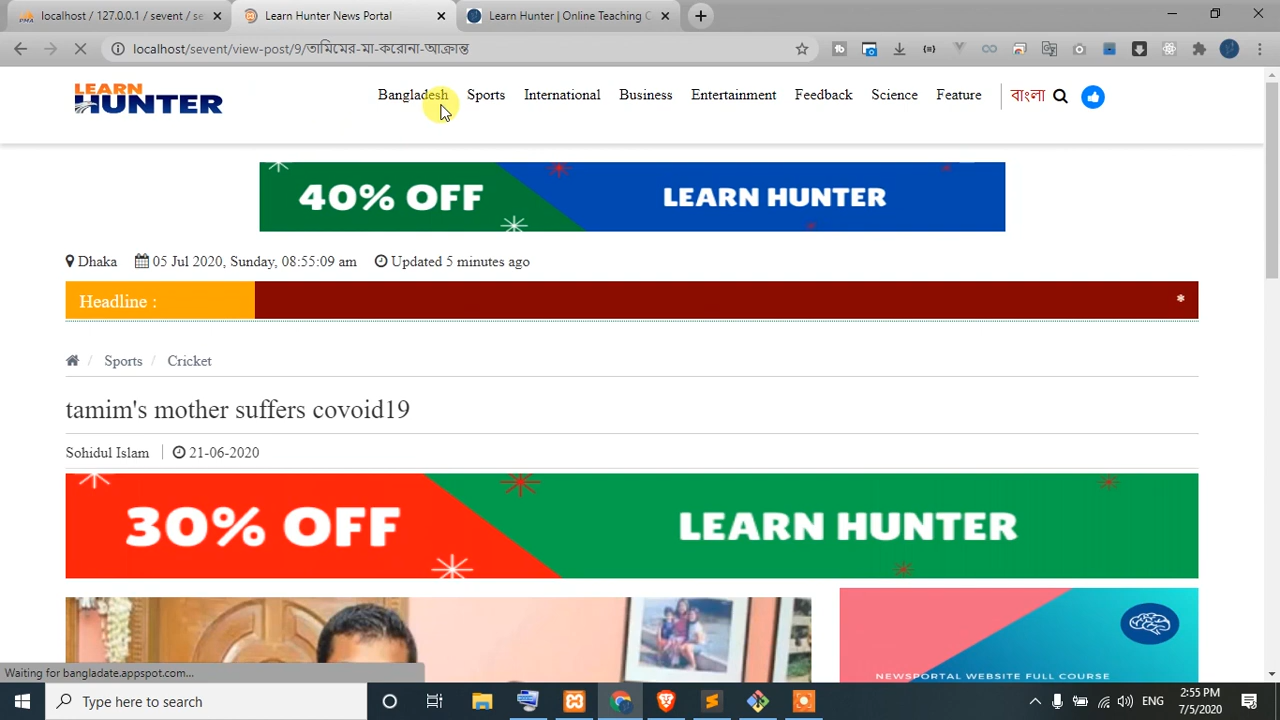 localhost / 127.0.0.1 / sevent / se
Learn Hunter News Portal
Learn Hunter | Online Teaching C
localhost/sevent/view-post/9/তামিমের-মা-করোনা-আক্রান্ত
LEARN
HUNTER
Bangladesh Sports International Business Entertainment Feedback Science Feature বাংলা
40% OFF LEARN HUNTER
Dhaka 05 Jul 2020, Sunday, 08:55:09 am Updated 5 minutes ago
Headline : *
/ Sports / Cricket
tamim's mother suffers covoid19
Sohidul Islam 21-06-2020
30% OFF LEARN HUNTER
NEWSPORTAL WEBSITE FULL COURSE
Waiting for bangladate.appspot.com...
Type here to search
ENG
2:55 PM
7/5/2020